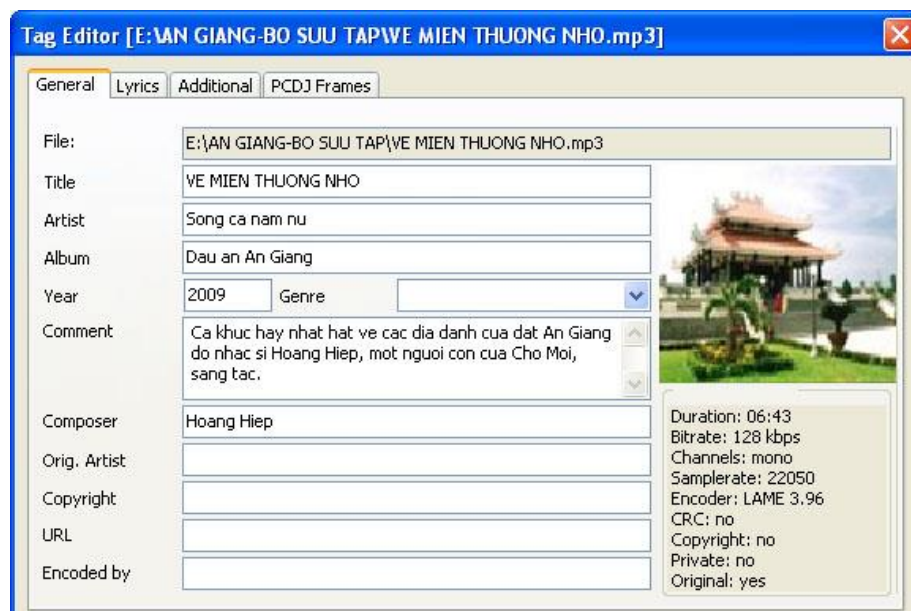 Tag Editor [E:\AN GIANG-BO SUU TAP\VE MIEN THUONG NHO.mp3]
General Lyrics Additional PCDJ Frames
File: E:\AN GIANG-BO SUU TAP\VE MIEN THUONG NHO.mp3
Title VE MIEN THUONG NHO
Artist Song ca nam nu
Album Dau an An Giang
Year 2009 Genre
Comment Ca khuc hay nhat hat ve cac dia danh cua dat An Giang
do nhac si Hoang Hiep, mot nguoi con cua Cho Moi,
sang tac.
Composer Hoang Hiep
Orig. Artist
Copyright
URL
Encoded by
Duration: 06:43
Bitrate: 128 kbps
Channels: mono
Samplerate: 22050
Encoder: LAME 3.96
CRC: no
Copyright: no
Private: no
Original: yes